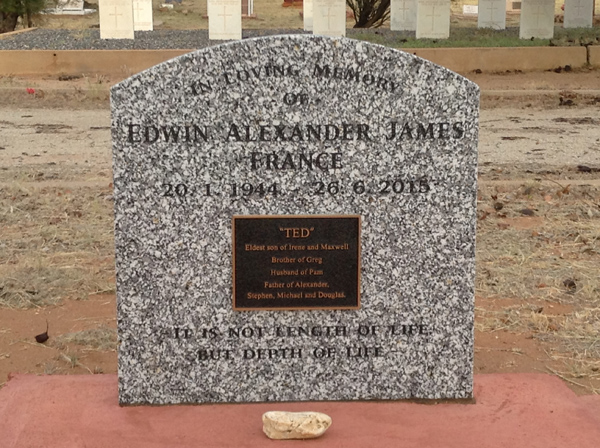 IN LOVING MEMORY
OF
EDWIN ALEXANDER JAMES
FRANCE
20. 1. 1944 - 26. 6. 2015
"TED"
Eldest son of Irene and Maxwell
Brother of Greg
Husband of Pam
Father of Alexander,
Stephen, Michael and Douglas.
- IT IS NOT LENGTH OF LIFE,
BUT DEPTH OF LIFE -